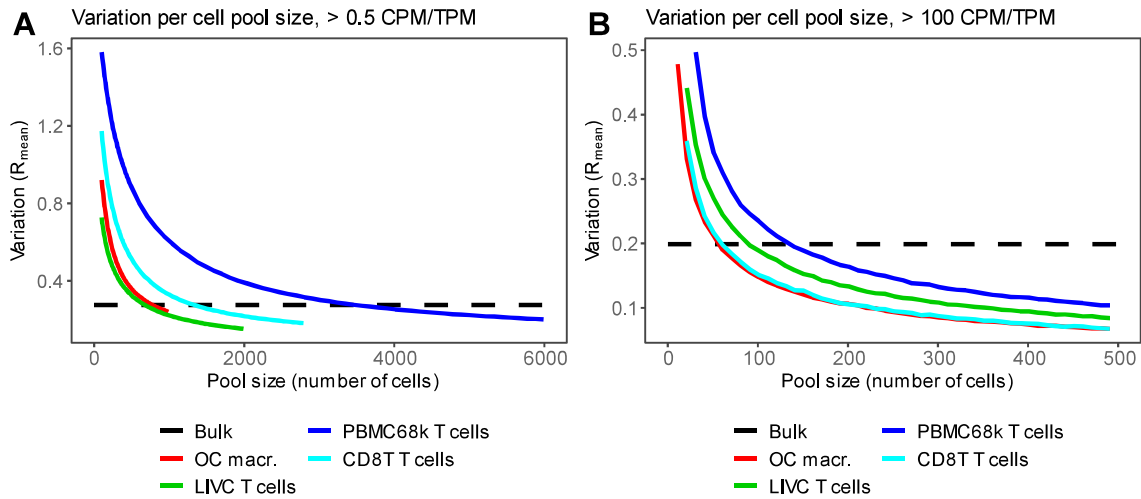 A
Variation per cell pool size, > 0.5 CPM/TPM
Variation (Rmean)
1.6
1.2
0.8
0.4
0
2000
4000
6000
Pool size (number of cells)
Bulk
OC macr.
LIVC T cells
PBMC68k T cells
CD8T T cells
B
Variation per cell pool size, > 100 CPM/TPM
Variation (Rmean)
0.5
0.4
0.3
0.2
0.1
0
100
200
300
400
500
Pool size (number of cells)
Bulk
OC macr.
LIVC T cells
PBMC68k T cells
CD8T T cells